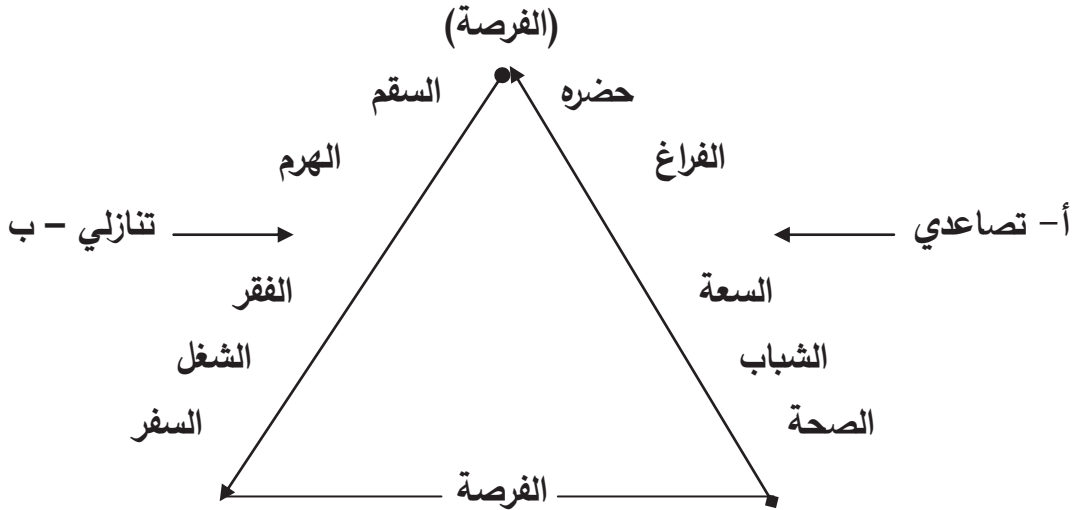 (الفرصة)
حضره
السقم
الفراغ
الهرم
أ- تصاعدي
تنازلي – ب
السعة
الفقر
الشباب
الشغل
الصحة
السفر
الفرصة